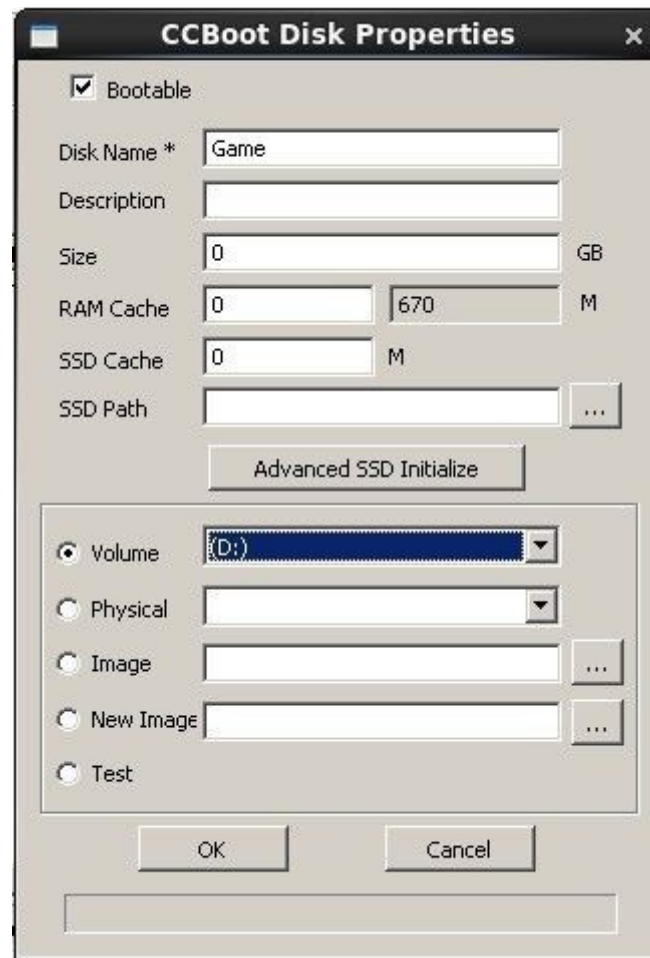 CCBoot Disk Properties
Bootable
Disk Name * Game
Description
Size 0 GB
RAM Cache 0 670 M
SSD Cache 0 M
SSD Path ...
Advanced SSD Initialize
Volume (D:)
Physical
Image ...
New Image ...
Test
OK Cancel